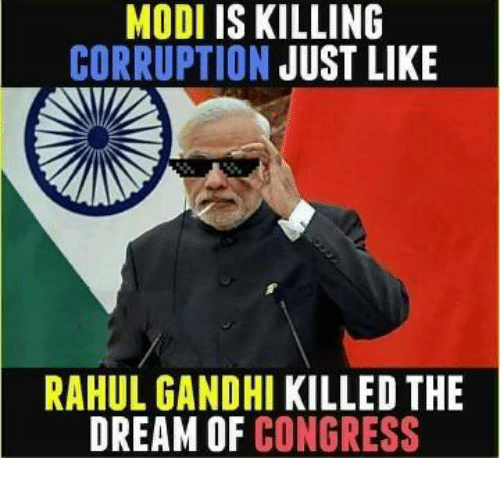 MODI IS KILLING
CORRUPTION JUST LIKE
RAHUL GANDHI KILLED THE
DREAM OF CONGRESS